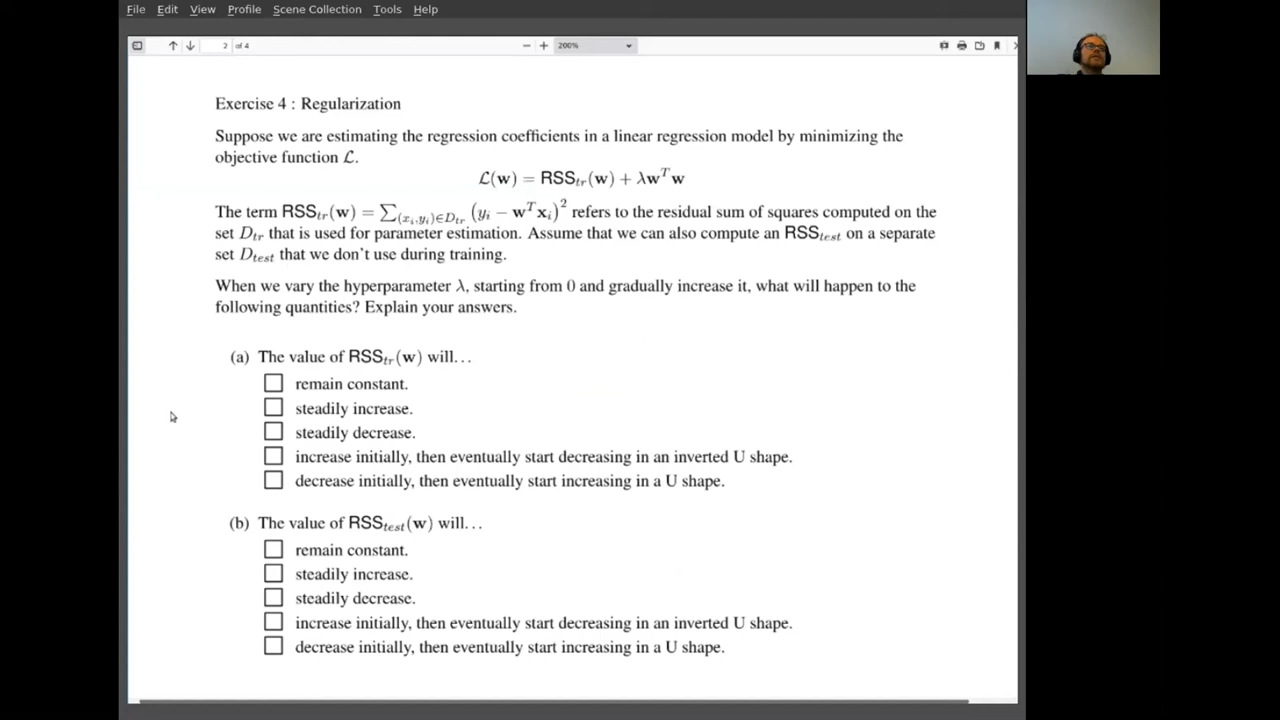 File Edit View Profile Scene Collection Tools Help
2 of 4 200%
Exercise 4 : Regularization
Suppose we are estimating the regression coefficients in a linear regression model by minimizing the
objective function ℒ.
ℒ(w) = RSS_tr(w) + λw^T w
The term RSS_tr(w) = ∑_{(x_i,y_i)∈D_tr} (y_i − w^T x_i)^2 refers to the residual sum of squares computed on the
set D_tr that is used for parameter estimation. Assume that we can also compute an RSS_test on a separate
set D_test that we don't use during training.
When we vary the hyperparameter λ, starting from 0 and gradually increase it, what will happen to the
following quantities? Explain your answers.
(a) The value of RSS_tr(w) will...
remain constant.
steadily increase.
steadily decrease.
increase initially, then eventually start decreasing in an inverted U shape.
decrease initially, then eventually start increasing in a U shape.
(b) The value of RSS_test(w) will...
remain constant.
steadily increase.
steadily decrease.
increase initially, then eventually start decreasing in an inverted U shape.
decrease initially, then eventually start increasing in a U shape.